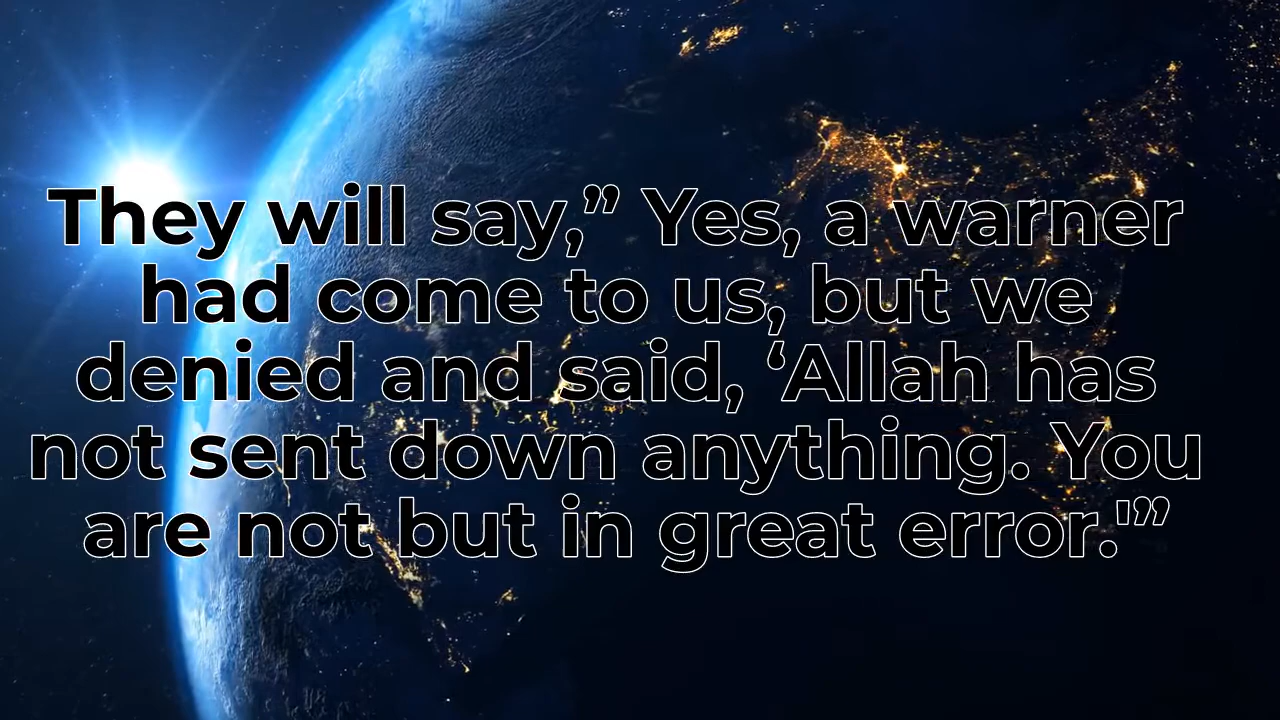 They will say,” Yes, a warner
had come to us, but we
denied and said, ‘Allah has
not sent down anything. You
are not but in great error.'”